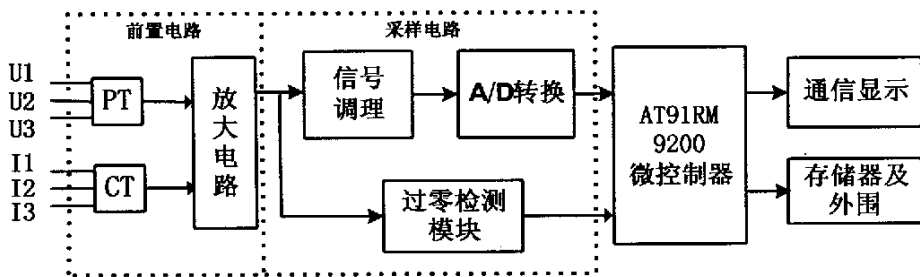 前置电路
采样电路
U1
U2
U3
PT
I1
I2
I3
CT
放大电路
信号
调理
A/D转换
过零检测
模块
AT91RM
9200
微控制器
通信显示
存储器及
外围